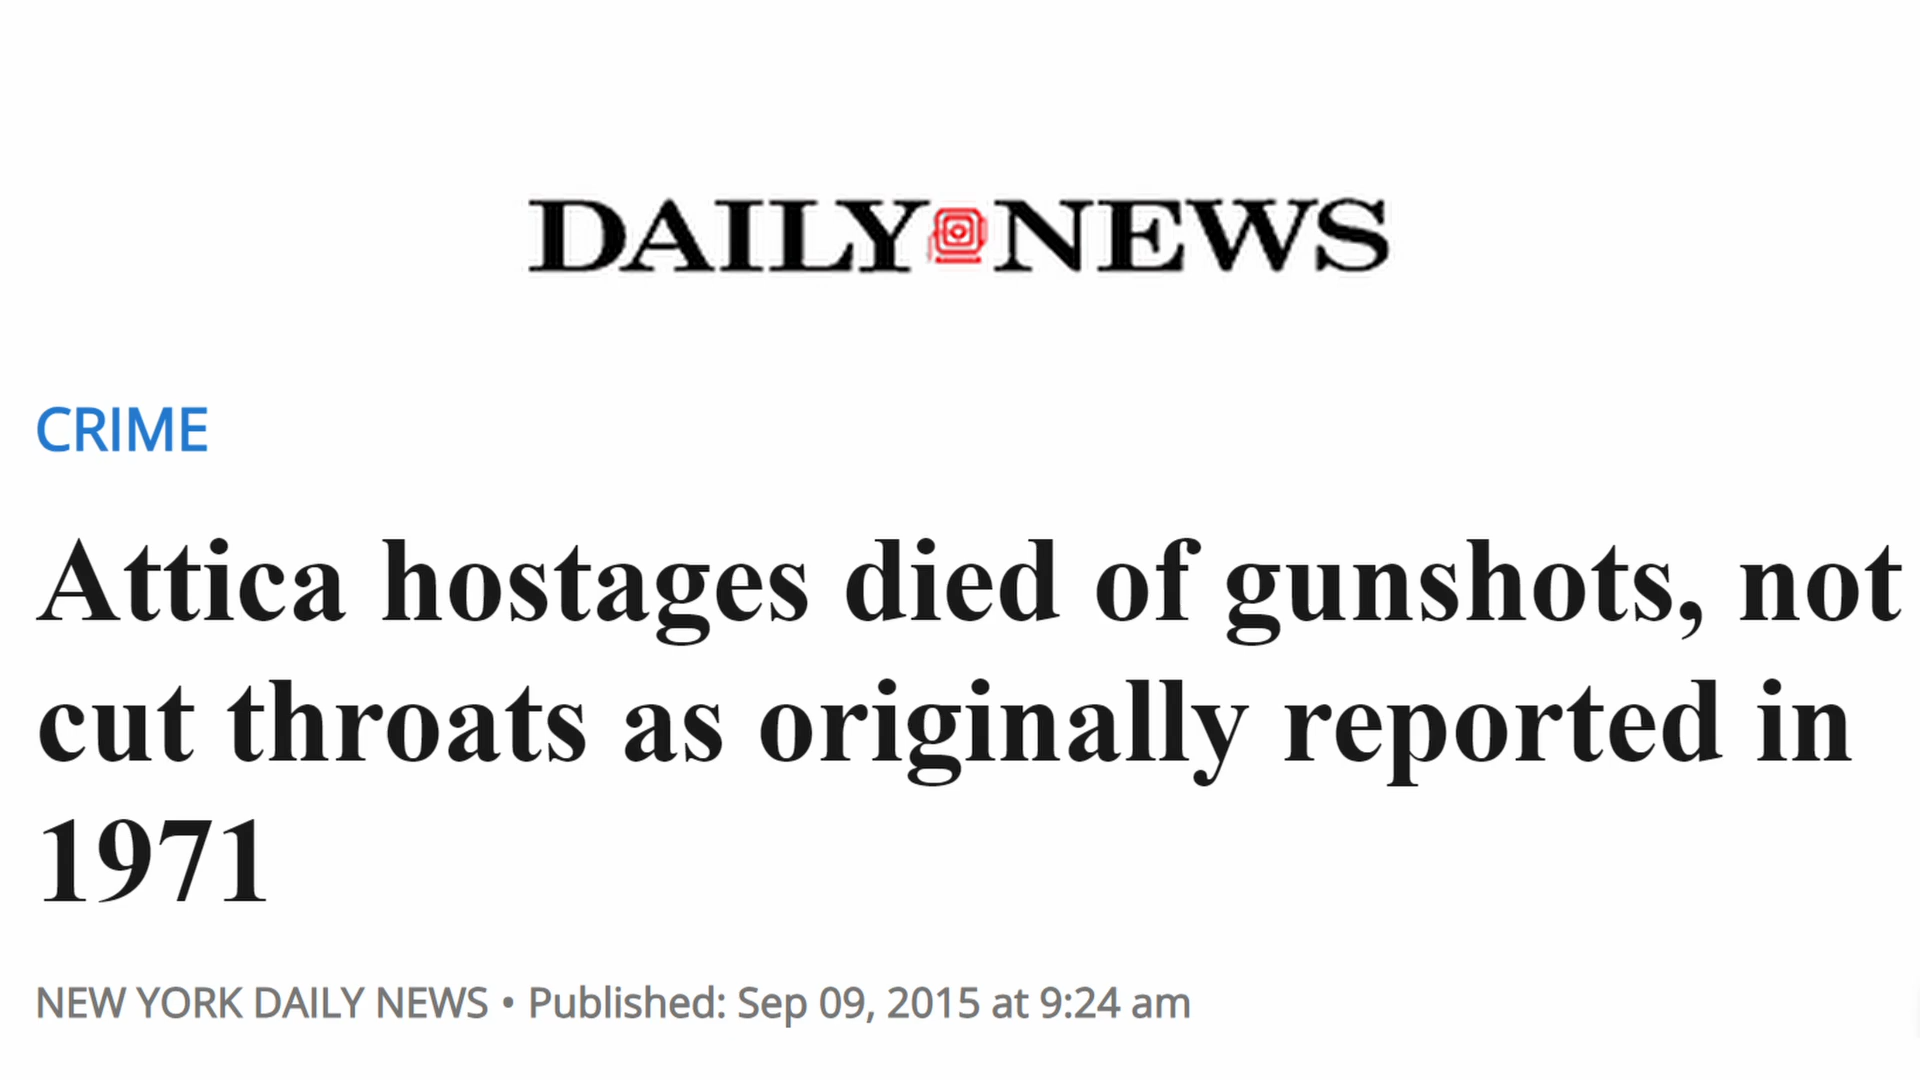 DAILY NEWS
CRIME
Attica hostages died of gunshots, not
cut throats as originally reported in
1971
NEW YORK DAILY NEWS • Published: Sep 09, 2015 at 9:24 am